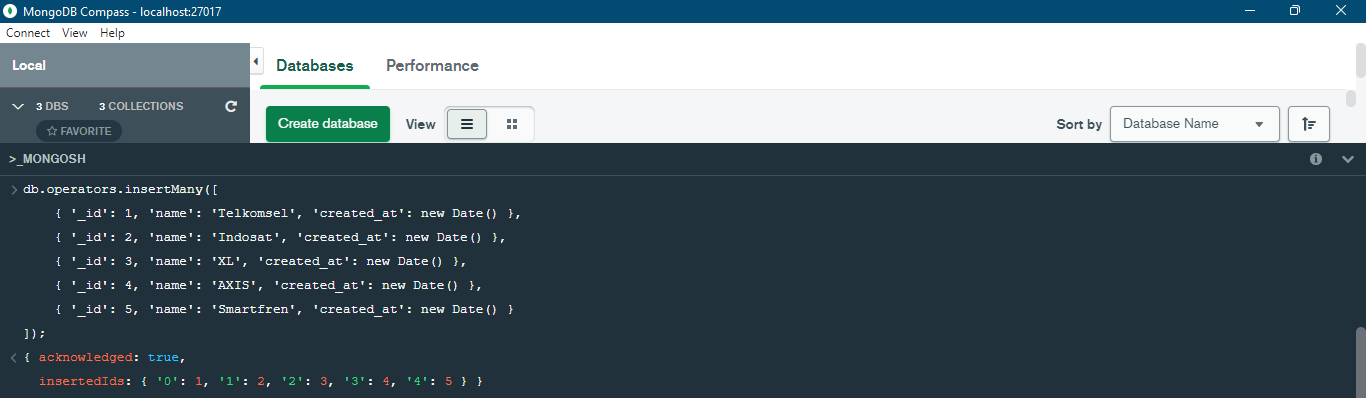 MongoDB Compass - localhost:27017
Connect View Help
Local
Databases Performance
3 DBS 3 COLLECTIONS
FAVORITE
Create database View Sort by Database Name
>_MONGOSH
> db.operators.insertMany([
{ '_id': 1, 'name': 'Telkomsel', 'created_at': new Date() },
{ '_id': 2, 'name': 'Indosat', 'created_at': new Date() },
{ '_id': 3, 'name': 'XL', 'created_at': new Date() },
{ '_id': 4, 'name': 'AXIS', 'created_at': new Date() },
{ '_id': 5, 'name': 'Smartfren', 'created_at': new Date() }
]);
< { acknowledged: true,
insertedIds: { '0': 1, '1': 2, '2': 3, '3': 4, '4': 5 } }